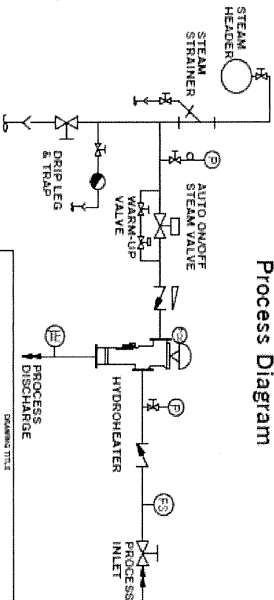 Process Diagram
STEAM
HEADER
STEAM
STRAINER
P
AUTO ON/OFF
STEAM VALVE
WARM-UP
VALVE
DRIP LEG
& TRAP
HYDROHEATER
P
FS
PROCESS
INLET
PROCESS
DISCHARGE
DRAWING TITLE